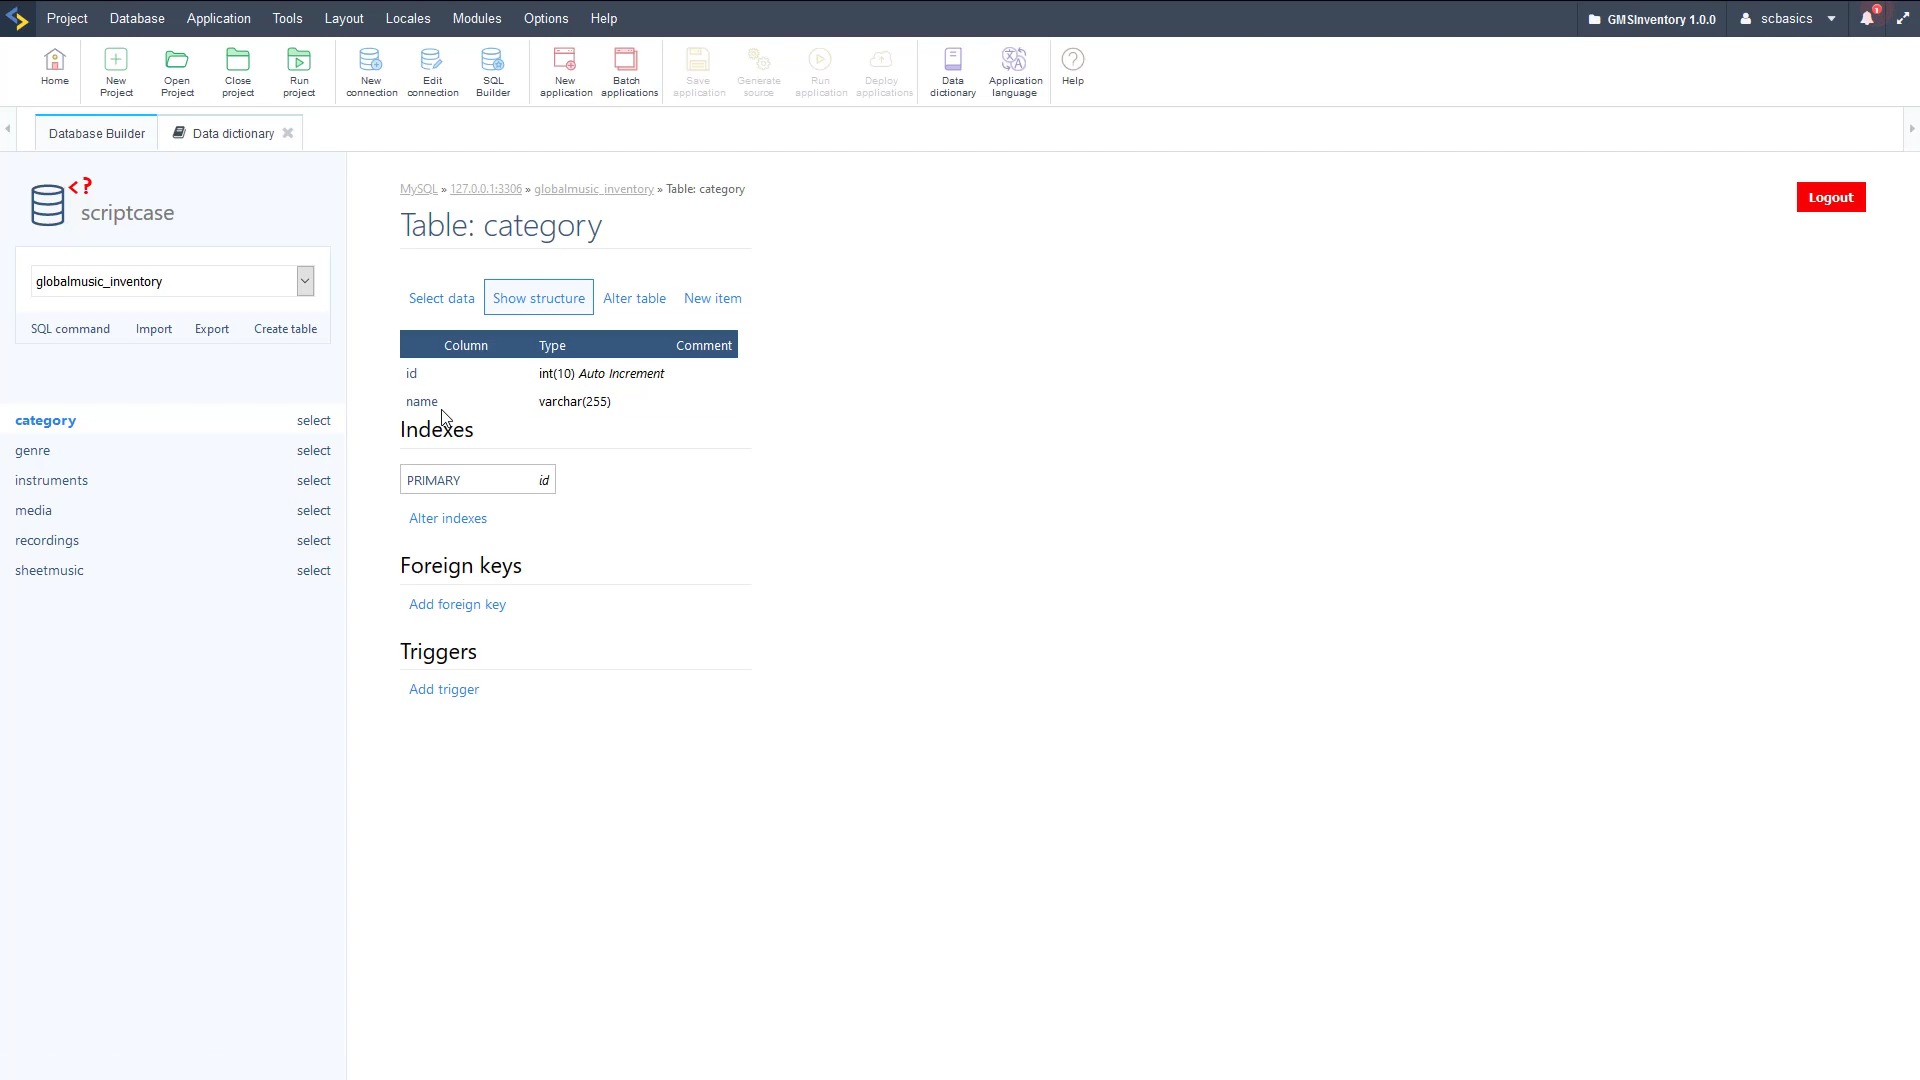 Project Database Application Tools Layout Locales Modules Options Help GMSInventory 1.0.0 scbasics 1
Home New Project Open Project Close project Run project New connection Edit connection SQL Builder New application Batch applications Save application Generate source Run application Deploy applications Data dictionary Application language Help
Database Builder Data dictionary
<? scriptcase
globalmusic_inventory
SQL command Import Export Create table
category select
genre select
instruments select
media select
recordings select
sheetmusic select
MySQL » 127.0.0.1:3306 » globalmusic_inventory » Table: category
Logout
Table: category
Select data Show structure Alter table New item
Column Type Comment
id int(10) Auto Increment
name varchar(255)
Indexes
PRIMARY id
Alter indexes
Foreign keys
Add foreign key
Triggers
Add trigger